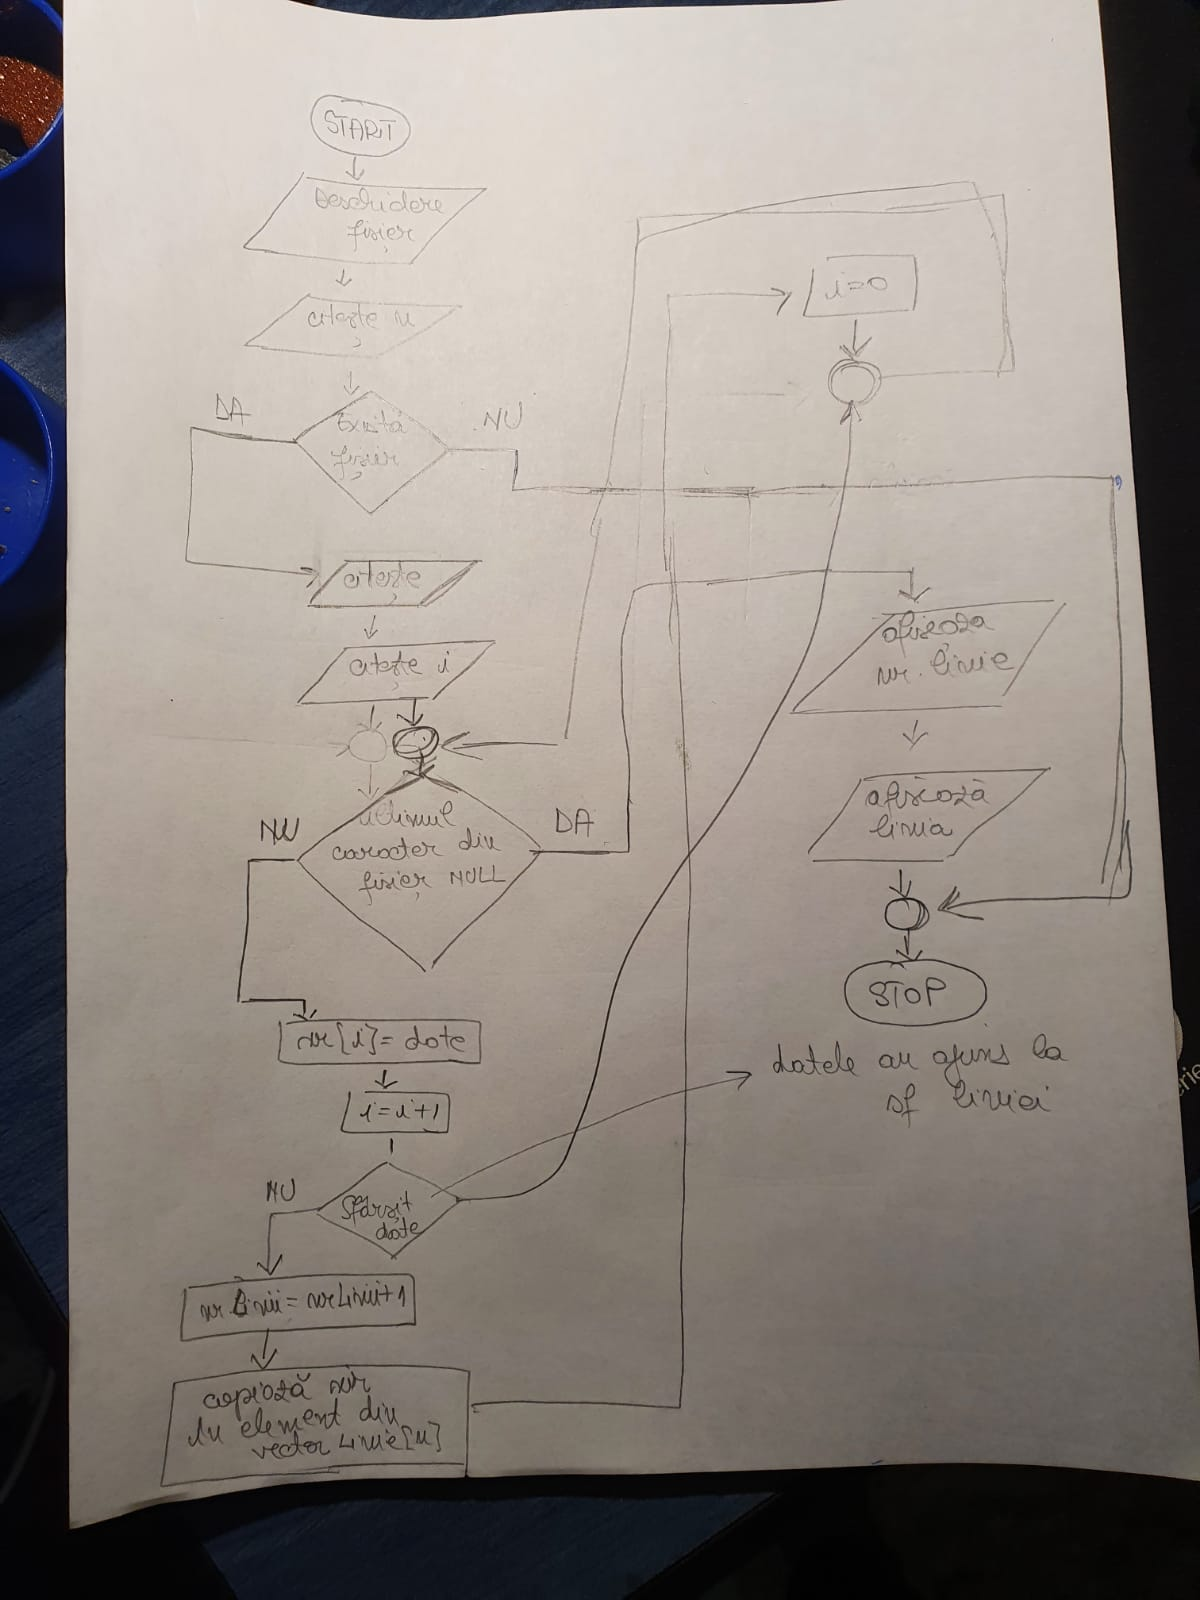 START
Deschidere
fișier
citește n
Există
fișier
DA
NU
citește
citește i
ultimul
caracter din
fișier NULL
NU
DA
nr[i]= date
i=i+1
Sfârșit
date
NU
nr Linii = nrLinii+1
copiază nr
în element din
vector Linie[n]
i=0
afișează
nr. linie
afișează
linia
STOP
datele au ajuns la
sf liniei